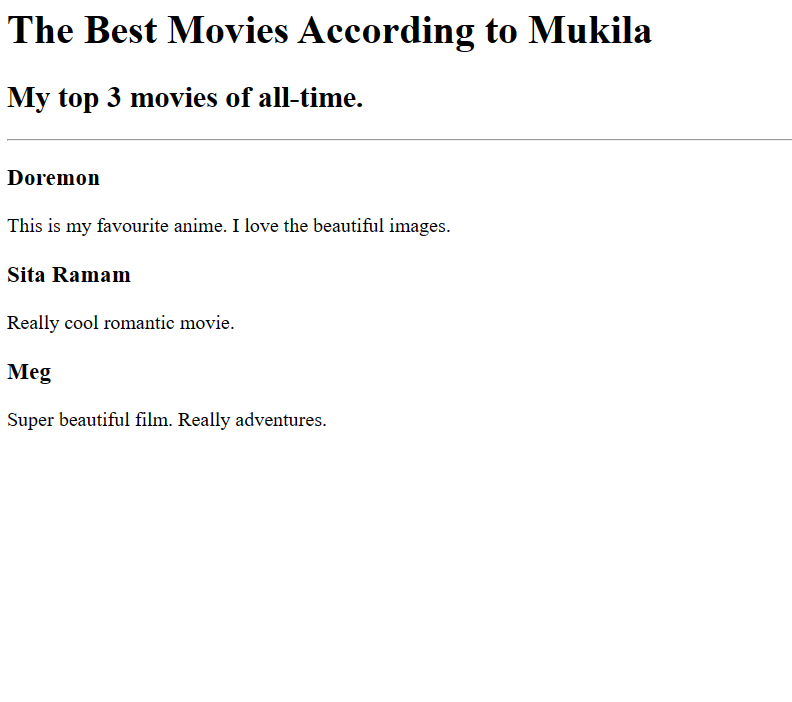 The Best Movies According to Mukila
My top 3 movies of all-time.
Doremon
This is my favourite anime. I love the beautiful images.
Sita Ramam
Really cool romantic movie.
Meg
Super beautiful film. Really adventures.